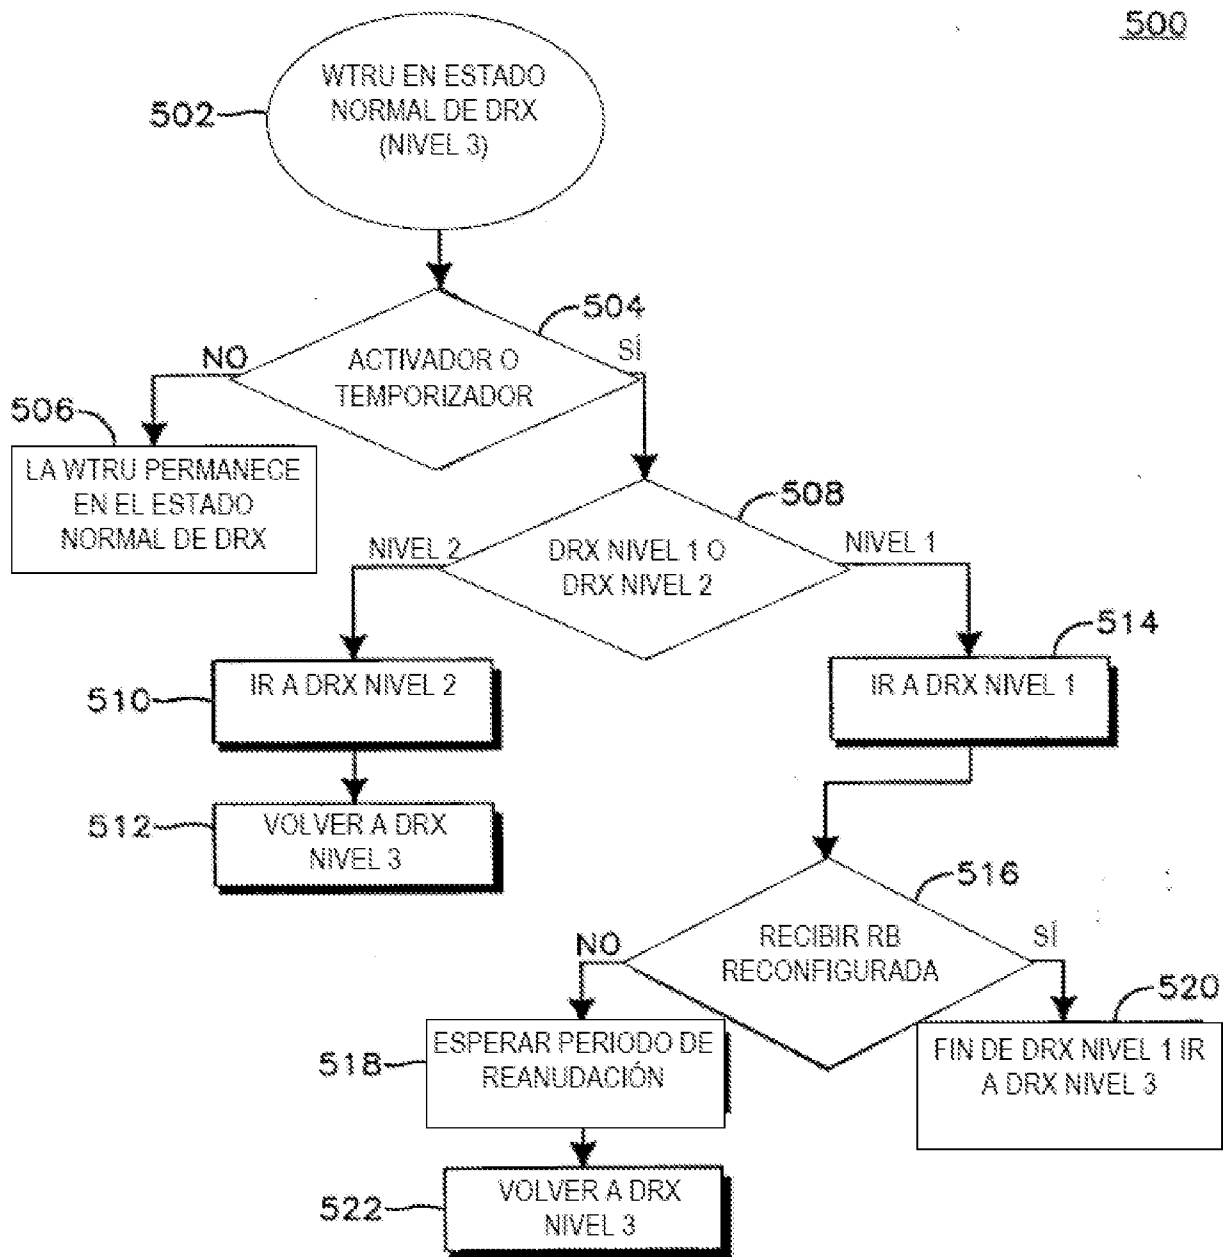 500
WTRU EN ESTADO
NORMAL DE DRX
(NIVEL 3)
502
504
NO
SÍ
ACTIVADOR O
TEMPORIZADOR
506
LA WTRU PERMANECE
EN EL ESTADO
NORMAL DE DRX
508
NIVEL 2
DRX NIVEL 1 O
DRX NIVEL 2
NIVEL 1
514
510
IR A DRX NIVEL 2
IR A DRX NIVEL 1
512
VOLVER A DRX
NIVEL 3
516
NO
RECIBIR RB
RECONFIGURADA
SÍ
520
518
ESPERAR PERIODO DE
REANUDACIÓN
FIN DE DRX NIVEL 1 IR
A DRX NIVEL 3
522
VOLVER A DRX
NIVEL 3